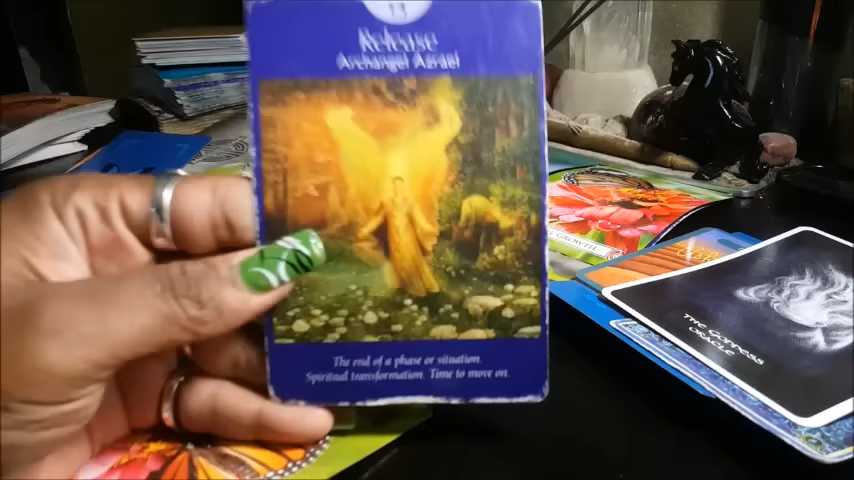 13
Release
Archangel Azrael
The end of a phase or situation.
Spiritual transformation. Time to move on.
GROWTH
THE GODDESS
ORACLE